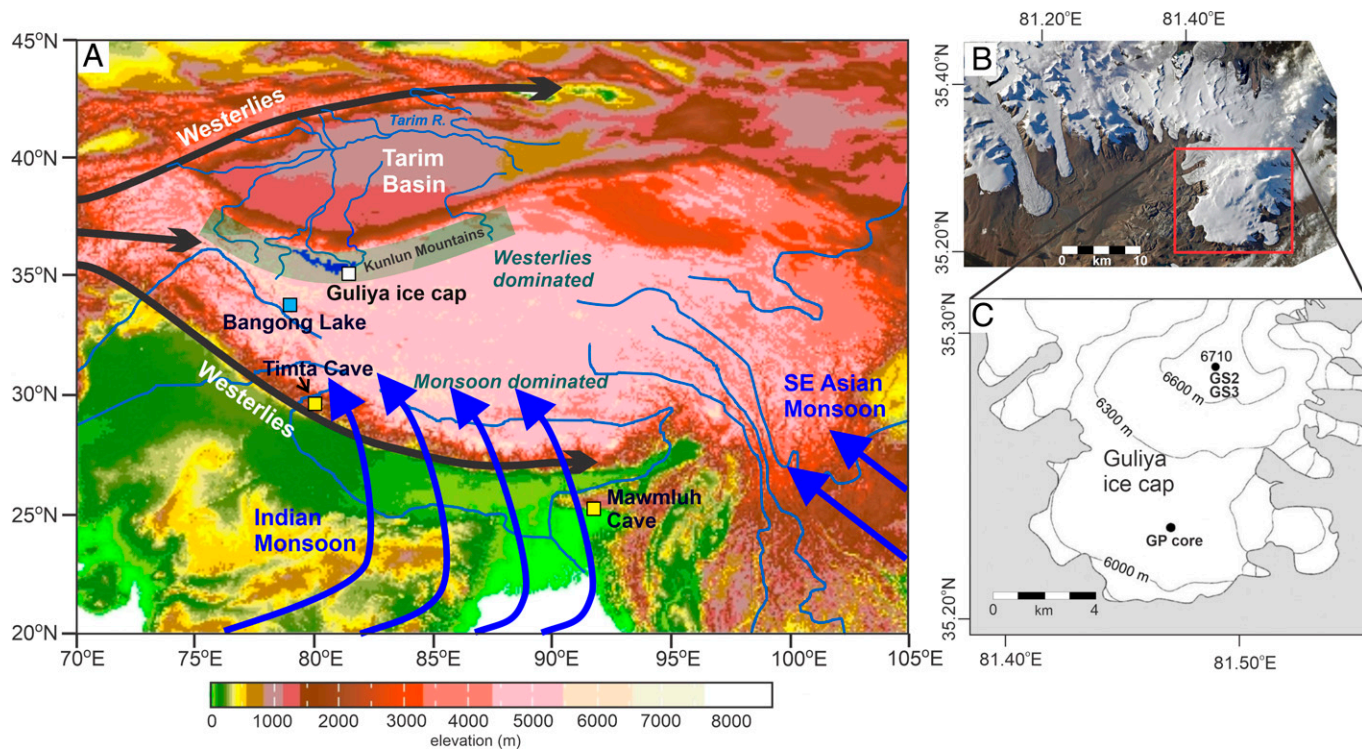 A
45°N
40°N
35°N
30°N
25°N
20°N
70°E
75°E
80°E
85°E
90°E
95°E
100°E
105°E
Westerlies
Tarim R.
Tarim
Basin
Kunlun Mountains
Westerlies
dominated
Guliya ice cap
Bangong Lake
Timta Cave
Monsoon dominated
SE Asian
Monsoon
Westerlies
Indian
Monsoon
Mawmluh
Cave
0
1000
2000
3000
4000
5000
6000
7000
8000
elevation (m)
B
81.20°E
81.40°E
35.40°N
35.20°N
0
km
10
C
35.30°N
35.20°N
6710
GS2
GS3
6600 m
6300 m
Guliya
ice cap
GP core
6000 m
0
km
4
81.40°E
81.50°E